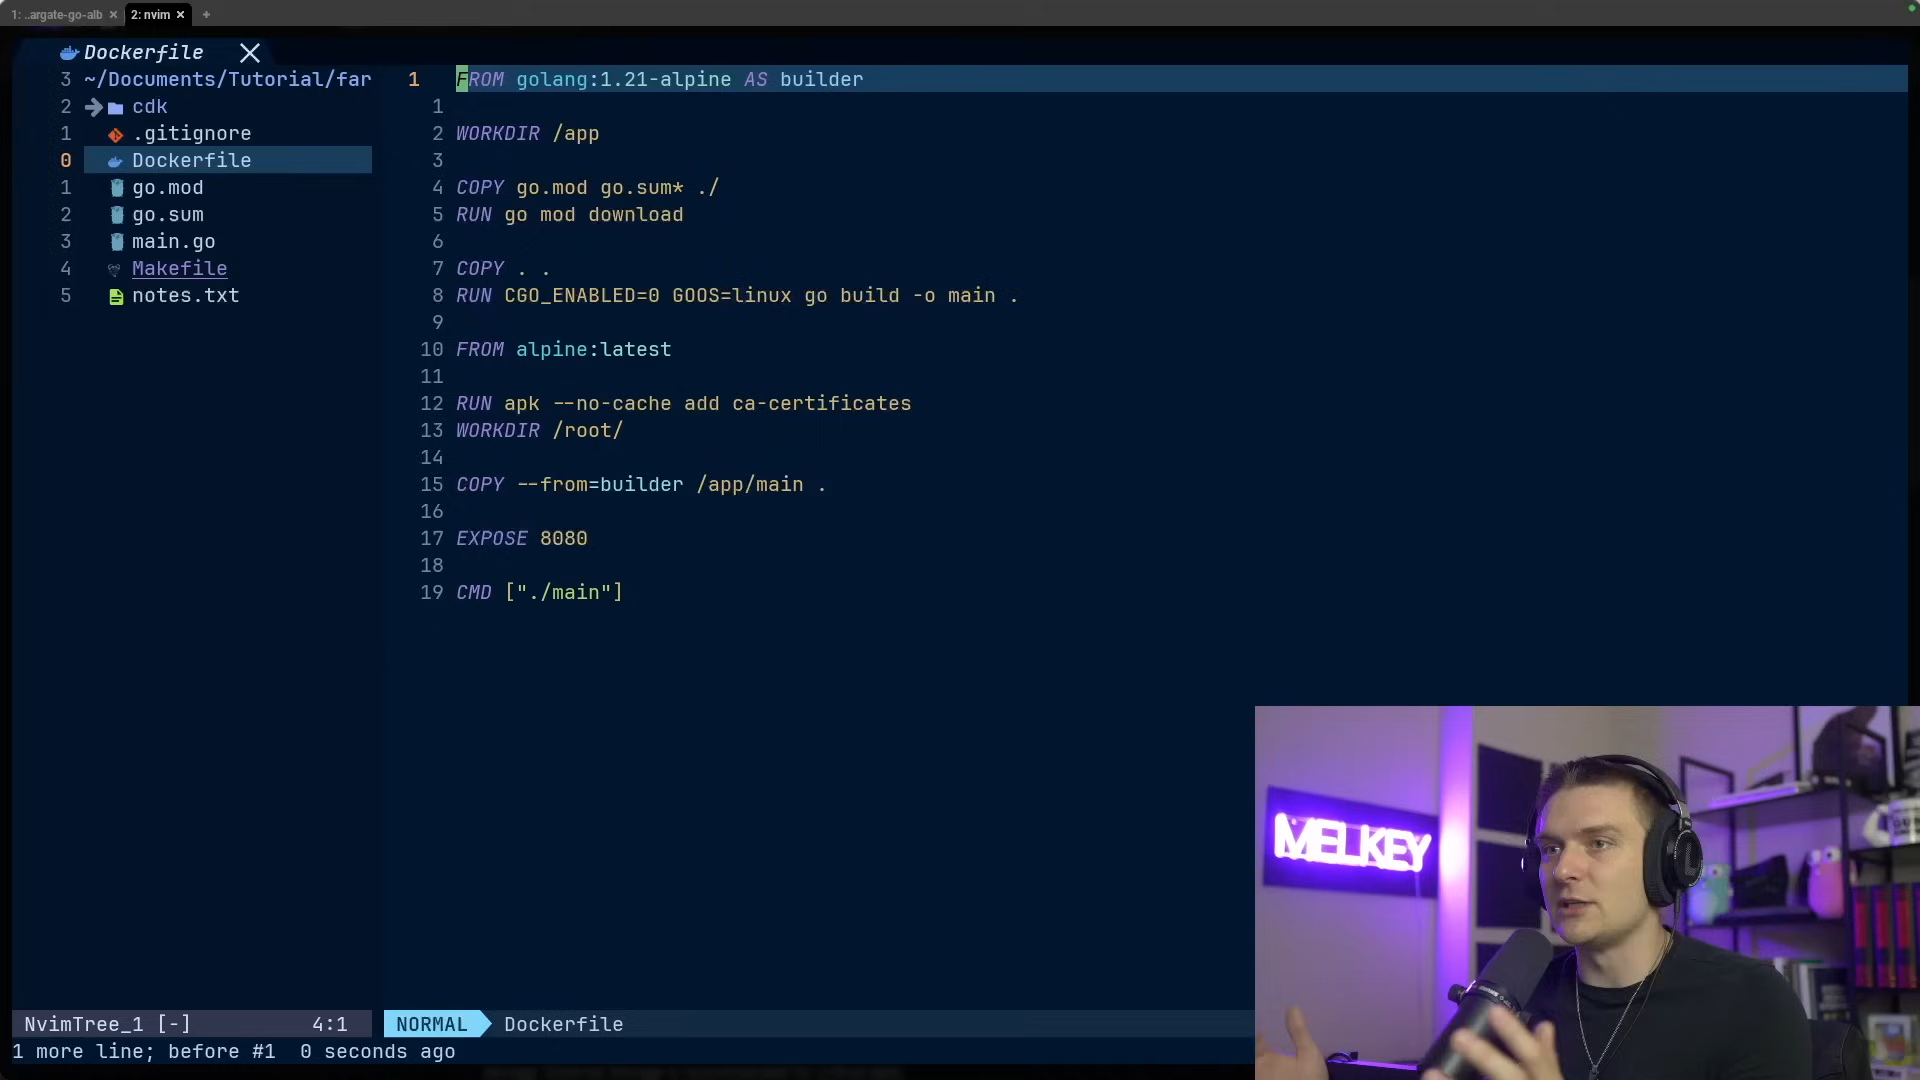 1: ..argate-go-alb × 2: nvim × +
Dockerfile
3 ~/Documents/Tutorial/far
2 cdk
1 .gitignore
0 Dockerfile
1 go.mod
2 go.sum
3 main.go
4 Makefile
5 notes.txt
1 FROM golang:1.21-alpine AS builder
1
2 WORKDIR /app
3
4 COPY go.mod go.sum* ./
5 RUN go mod download
6
7 COPY . .
8 RUN CGO_ENABLED=0 GOOS=linux go build -o main .
9
10 FROM alpine:latest
11
12 RUN apk --no-cache add ca-certificates
13 WORKDIR /root/
14
15 COPY --from=builder /app/main .
16
17 EXPOSE 8080
18
19 CMD ["./main"]
MELKEY
NvimTree_1 [-] 4:1
NORMAL Dockerfile
1 more line; before #1 0 seconds ago